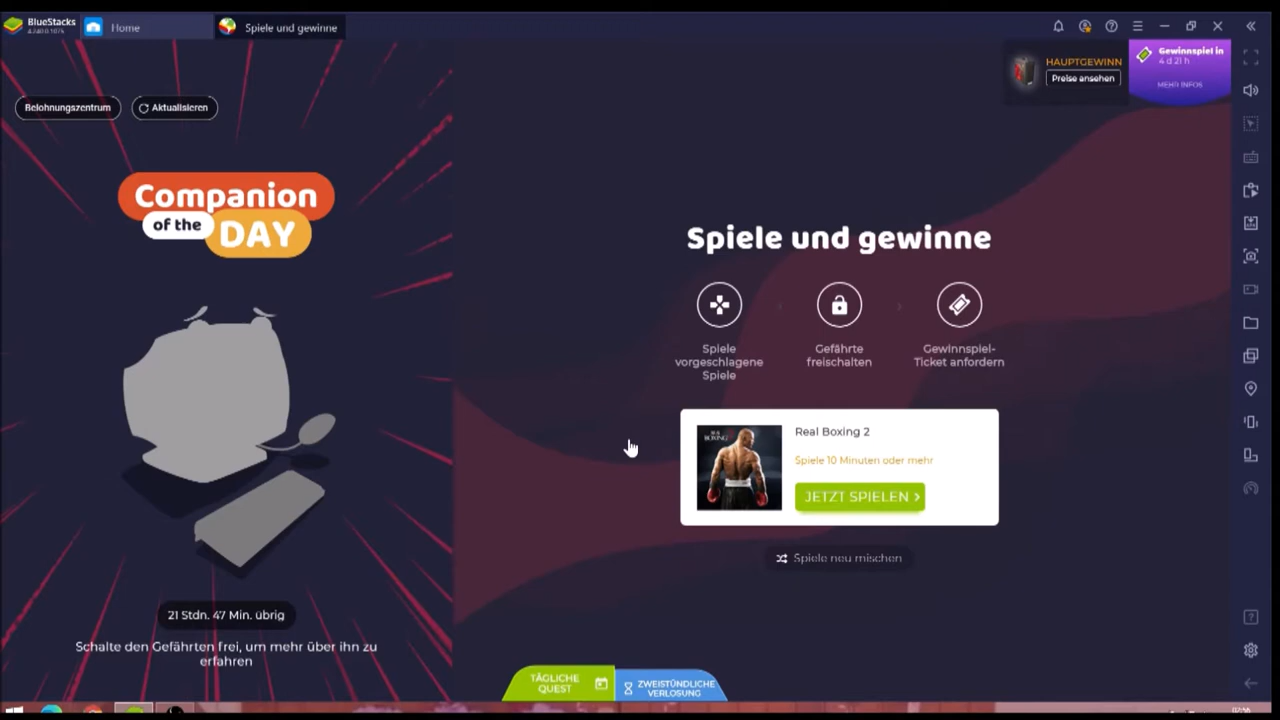 BlueStacks
Home
Spiele und gewinne
HAUPTGEWINN
Preise ansehen
Gewinnspiel in
4 d 21 h
MEHR INFOS
Belohnungszentrum
Aktualisieren
Companion
of the
DAY
Spiele und gewinne
Spiele
vorgeschlagene
Spiele
Gefährte
freischalten
Gewinnspiel-
Ticket anfordern
REAL
BOXING
Real Boxing 2
Spiele 10 Minuten oder mehr
JETZT SPIELEN
Spiele neu mischen
21 Stdn. 47 Min. übrig
Schalte den Gefährten frei, um mehr über ihn zu
erfahren
TÄGLICHE
QUEST
ZWEISTÜNDLICHE
VERLOSUNG